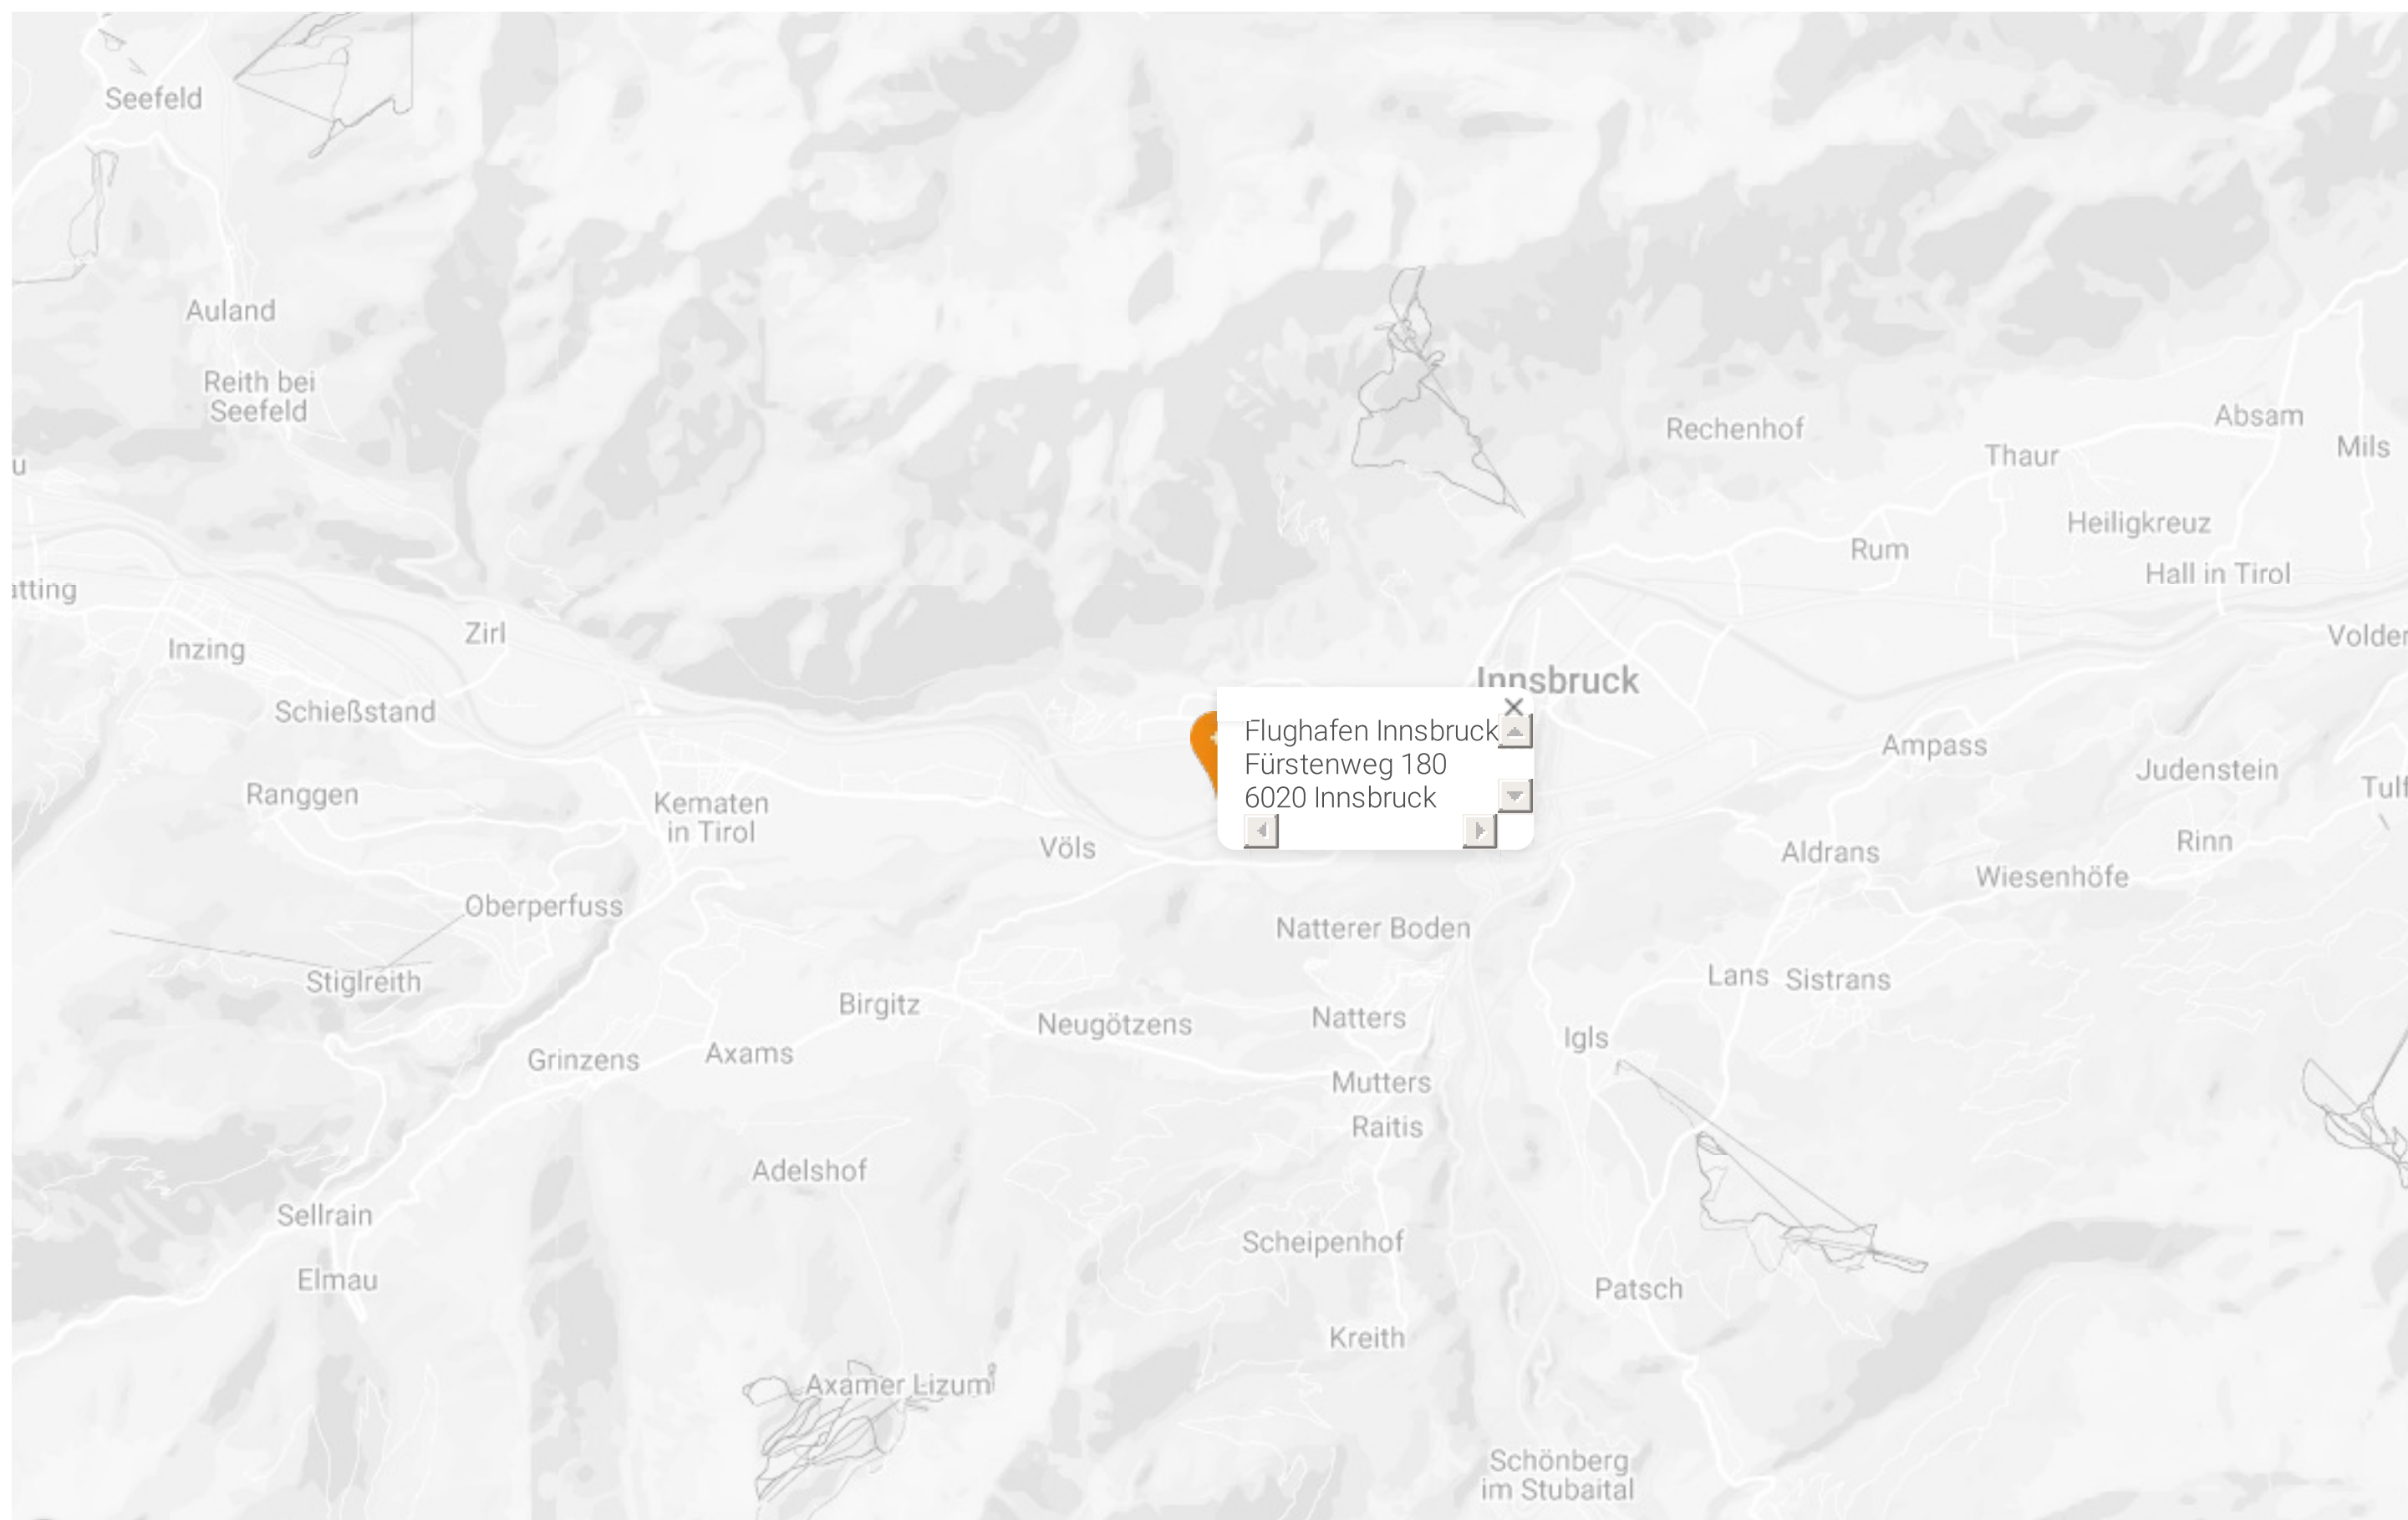 Seefeld
Auland
Reith bei
Seefeld
Rechenhof
Absam
Mils
Thaur
u
Heiligkreuz
Rum
Hall in Tirol
atting
Zirl
Inzing
Volder
Innsbruck
Schießstand
Flughafen Innsbruck
Fürstenweg 180
6020 Innsbruck
Ampass
Judenstein
Tulf
Ranggen
Kematen
in Tirol
Völs
Rinn
Aldrans
Wiesenhöfe
Oberperfuss
Natterer Boden
Stiglreith
Lans
Sistrans
Birgitz
Neugötzens
Natters
Igls
Grinzens
Axams
Mutters
Raitis
Adelshof
Sellrain
Scheipenhof
Elmau
Patsch
Kreith
Axamer Lizum
Schönberg
im Stubaital